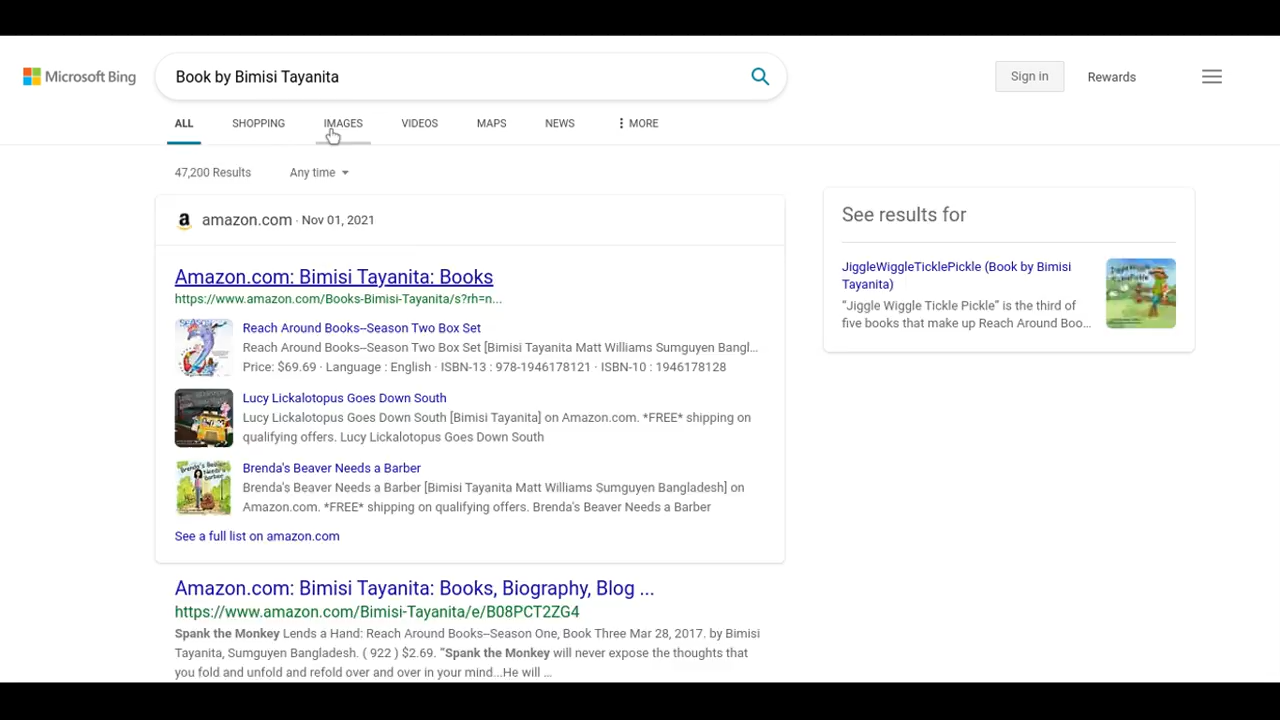 Microsoft Bing
Book by Bimisi Tayanita
Sign in
Rewards
ALL
SHOPPING
IMAGES
VIDEOS
MAPS
NEWS
MORE
47,200 Results
Any time
amazon.com · Nov 01, 2021
Amazon.com: Bimisi Tayanita: Books
https://www.amazon.com/Books-Bimisi-Tayanita/s?rh=n...
Reach Around Books--Season Two Box Set
Reach Around Books--Season Two Box Set [Bimisi Tayanita Matt Williams Sumguyen Bangl...
Price: $69.69 · Language : English · ISBN-13 : 978-1946178121 · ISBN-10 : 1946178128
Lucy Lickalotopus Goes Down South
Lucy Lickalotopus Goes Down South [Bimisi Tayanita] on Amazon.com. *FREE* shipping on
qualifying offers. Lucy Lickalotopus Goes Down South
Brenda's Beaver Needs a Barber
Brenda's Beaver Needs a Barber [Bimisi Tayanita Matt Williams Sumguyen Bangladesh] on
Amazon.com. *FREE* shipping on qualifying offers. Brenda's Beaver Needs a Barber
See a full list on amazon.com
Amazon.com: Bimisi Tayanita: Books, Biography, Blog ...
https://www.amazon.com/Bimisi-Tayanita/e/B08PCT2ZG4
Spank the Monkey Lends a Hand: Reach Around Books--Season One, Book Three Mar 28, 2017. by Bimisi
Tayanita, Sumguyen Bangladesh. ( 922 ) $2.69. "Spank the Monkey will never expose the thoughts that
you fold and unfold and refold over and over in your mind...He will ...
See results for
JiggleWiggleTicklePickle (Book by Bimisi
Tayanita)
"Jiggle Wiggle Tickle Pickle" is the third of
five books that make up Reach Around Boo...